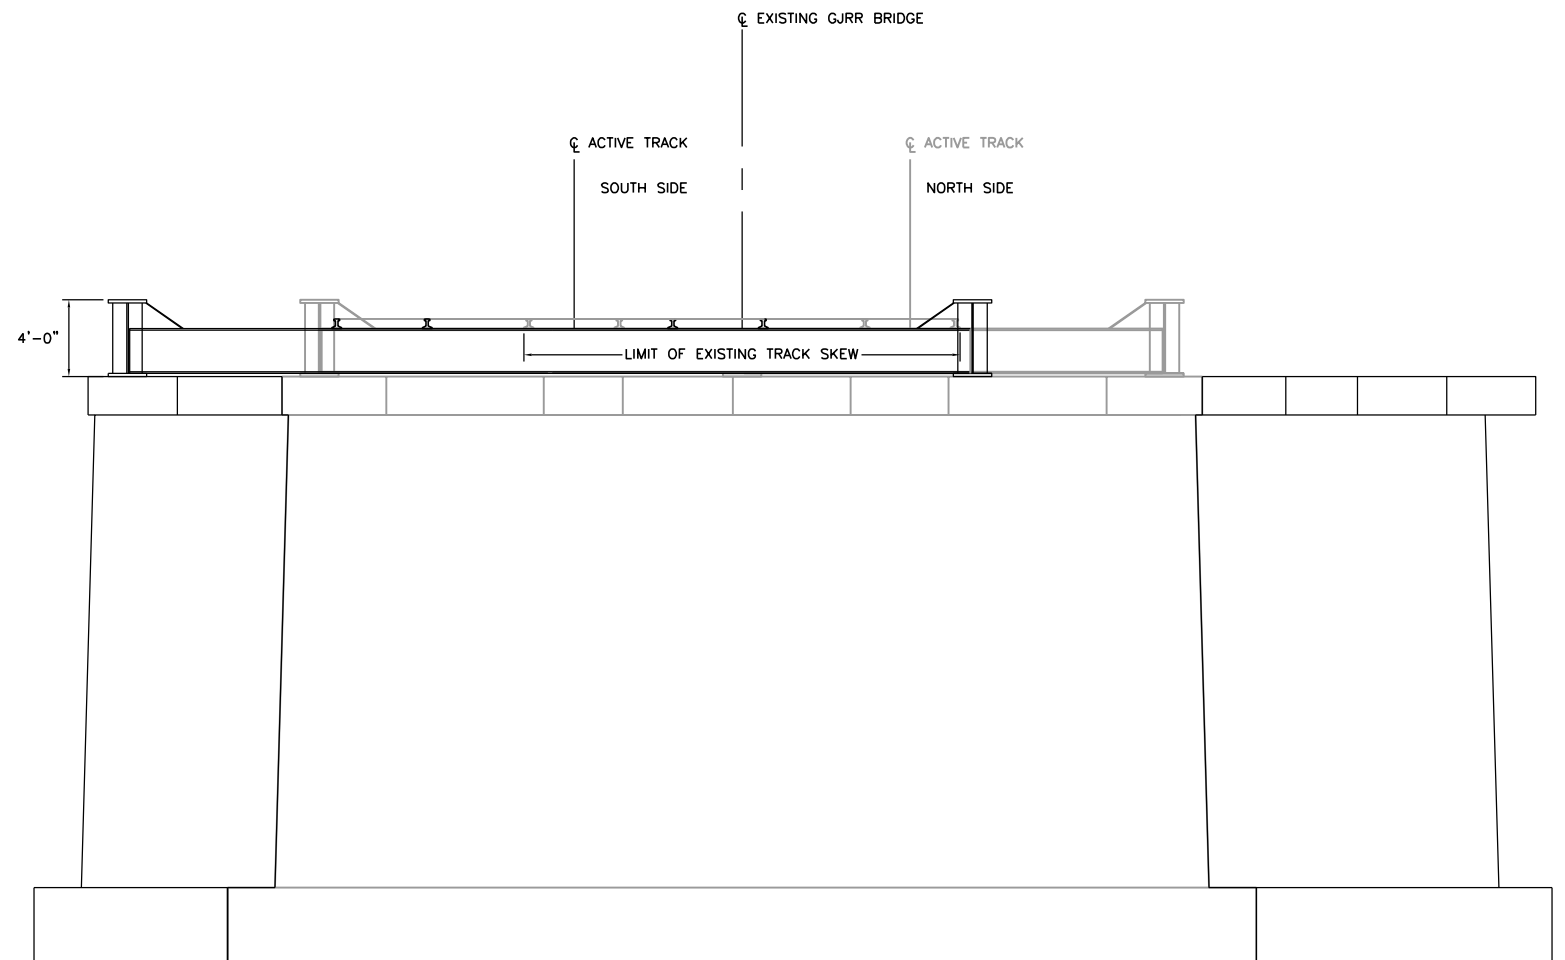 ℄ EXISTING GJRR BRIDGE
℄ ACTIVE TRACK
SOUTH SIDE
℄ ACTIVE TRACK
NORTH SIDE
4'-0"
LIMIT OF EXISTING TRACK SKEW